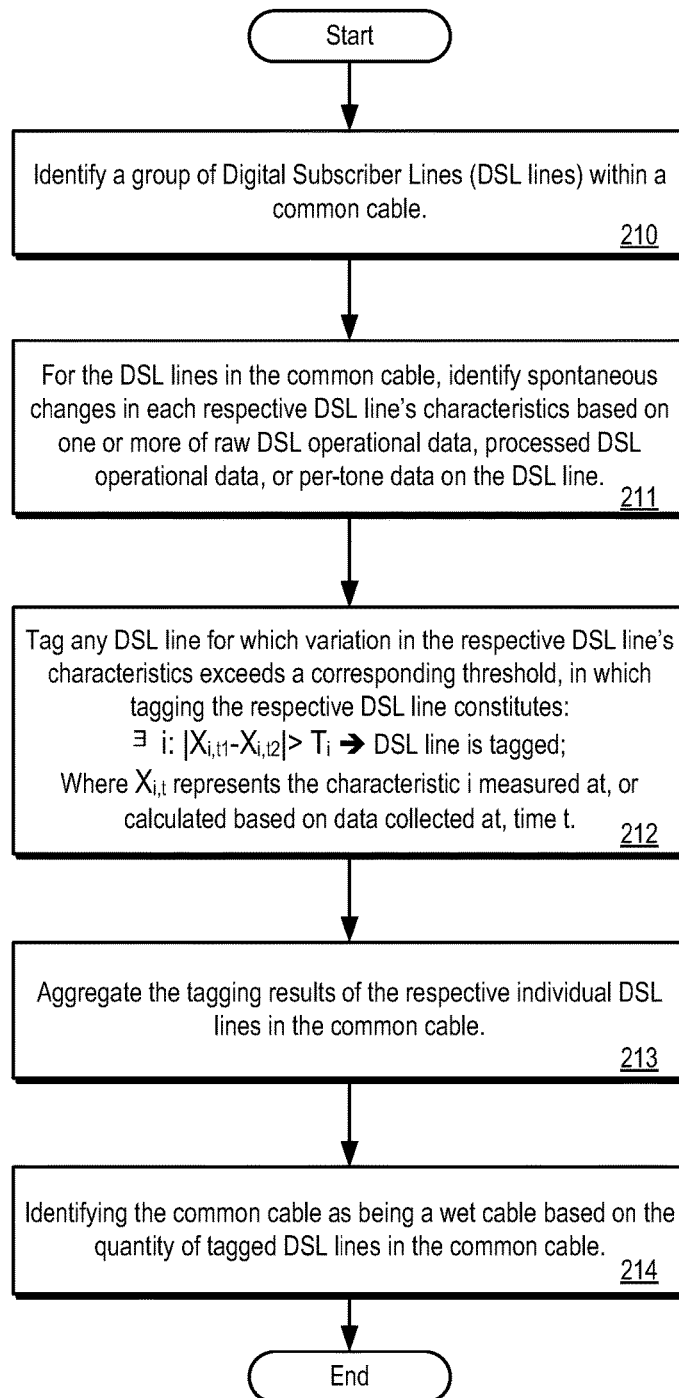 Start
Identify a group of Digital Subscriber Lines (DSL lines) within a
common cable.
210
For the DSL lines in the common cable, identify spontaneous
changes in each respective DSL line's characteristics based on
one or more of raw DSL operational data, processed DSL
operational data, or per-tone data on the DSL line.
211
Tag any DSL line for which variation in the respective DSL line's
characteristics exceeds a corresponding threshold, in which
tagging the respective DSL line constitutes:
∃ i: |Xi,t1-Xi,t2|> Ti ➔ DSL line is tagged;
Where Xi,t represents the characteristic i measured at, or
calculated based on data collected at, time t.
212
Aggregate the tagging results of the respective individual DSL
lines in the common cable.
213
Identifying the common cable as being a wet cable based on the
quantity of tagged DSL lines in the common cable.
214
End